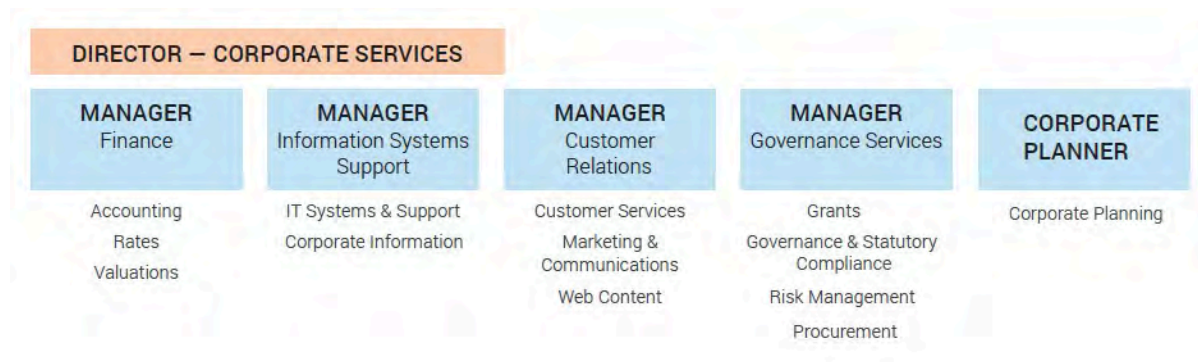 DIRECTOR — CORPORATE SERVICES
MANAGER
Finance
Accounting
Rates
Valuations
MANAGER
Information Systems
Support
IT Systems & Support
Corporate Information
MANAGER
Customer
Relations
Customer Services
Marketing &
Communications
Web Content
MANAGER
Governance Services
Grants
Governance & Statutory
Compliance
Risk Management
Procurement
CORPORATE
PLANNER
Corporate Planning